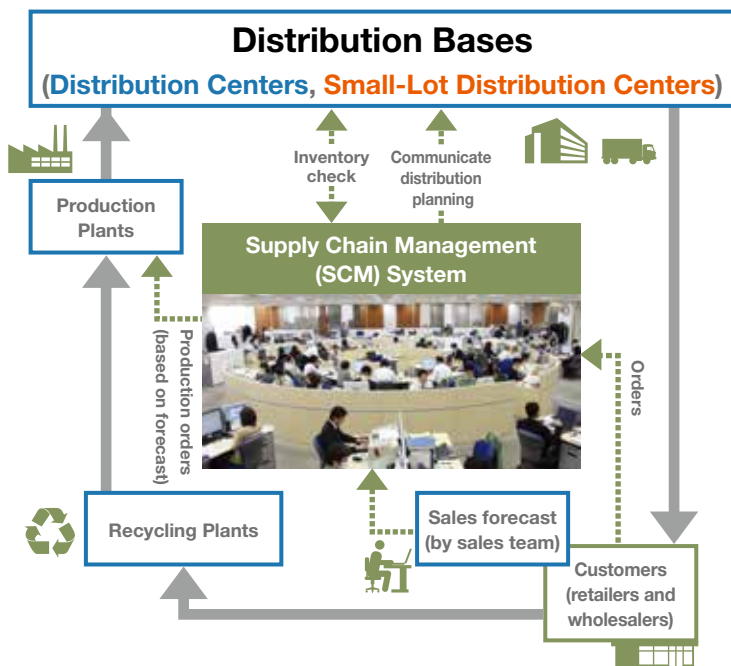 Distribution Bases
(Distribution Centers, Small-Lot Distribution Centers)
Inventory
check
Communicate
distribution
planning
Production
Plants
Supply Chain Management
(SCM) System
Production orders
(based on forecast)
Orders
Recycling Plants
Sales forecast
(by sales team)
Customers
(retailers and
wholesalers)